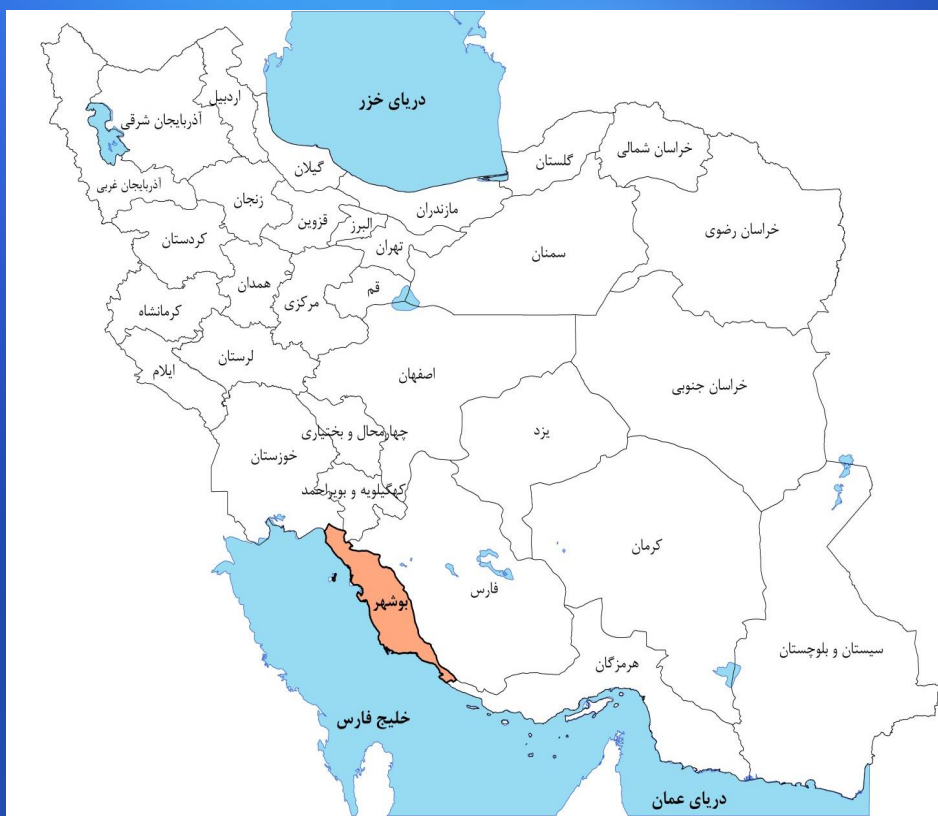 دریای خزر
اردبیل
آذربایجان شرقی
گیلان
گلستان
خراسان شمالی
آذربایجان غربی
زنجان
قزوین
البرز
مازندران
تهران
سمنان
خراسان رضوی
کردستان
همدان
مرکزی
قم
کرمانشاه
لرستان
ایلام
اصفهان
خراسان جنوبی
چهارمحال و بختیاری
یزد
خوزستان
کهگیلویه و بویراحمد
کرمان
فارس
بوشهر
سیستان و بلوچستان
هرمزگان
خلیج فارس
دریای عمان